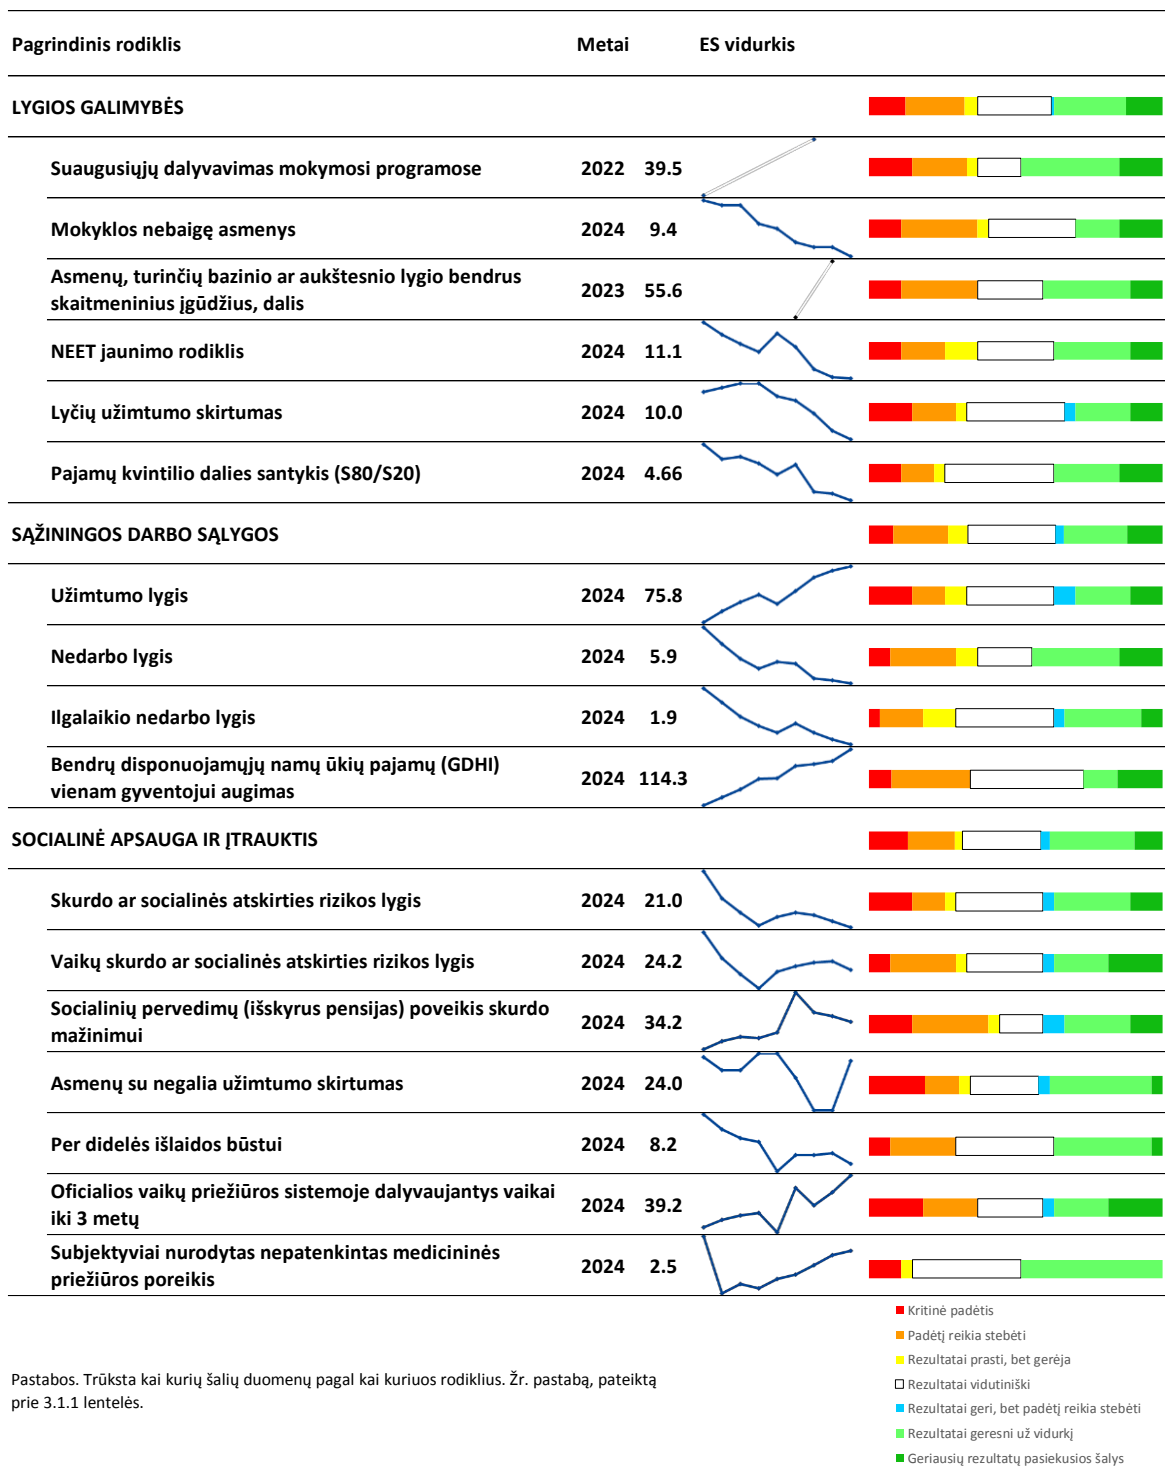 Pagrindinis rodiklis Metai ES vidurkis
LYGIOS GALIMYBĖS
Suaugusiųjų dalyvavimas mokymosi programose 2022 39.5
Mokyklos nebaigę asmenys 2024 9.4
Asmenų, turinčių bazinio ar aukštesnio lygio bendrus
skaitmeninius įgūdžius, dalis 2023 55.6
NEET jaunimo rodiklis 2024 11.1
Lyčių užimtumo skirtumas 2024 10.0
Pajamų kvintilio dalies santykis (S80/S20) 2024 4.66
SĄŽININGOS DARBO SĄLYGOS
Užimtumo lygis 2024 75.8
Nedarbo lygis 2024 5.9
Ilgalaikio nedarbo lygis 2024 1.9
Bendrų disponuojamųjų namų ūkių pajamų (GDHI)
vienam gyventojui augimas 2024 114.3
SOCIALINĖ APSAUGA IR ĮTRAUKTIS
Skurdo ar socialinės atskirties rizikos lygis 2024 21.0
Vaikų skurdo ar socialinės atskirties rizikos lygis 2024 24.2
Socialinių pervedimų (išskyrus pensijas) poveikis skurdo
mažinimui 2024 34.2
Asmenų su negalia užimtumo skirtumas 2024 24.0
Per didelės išlaidos būstui 2024 8.2
Oficialios vaikų priežiūros sistemoje dalyvaujantys vaikai
iki 3 metų 2024 39.2
Subjektyviai nurodytas nepatenkintas medicininės
priežiūros poreikis 2024 2.5
Kritinė padėtis
Padėtį reikia stebėti
Rezultatai prasti, bet gerėja
Rezultatai vidutiniški
Rezultatai geri, bet padėtį reikia stebėti
Rezultatai geresni už vidurkį
Geriausių rezultatų pasiekusios šalys
Pastabos. Trūksta kai kurių šalių duomenų pagal kai kuriuos rodiklius. Žr. pastabą, pateiktą
prie 3.1.1 lentelės.